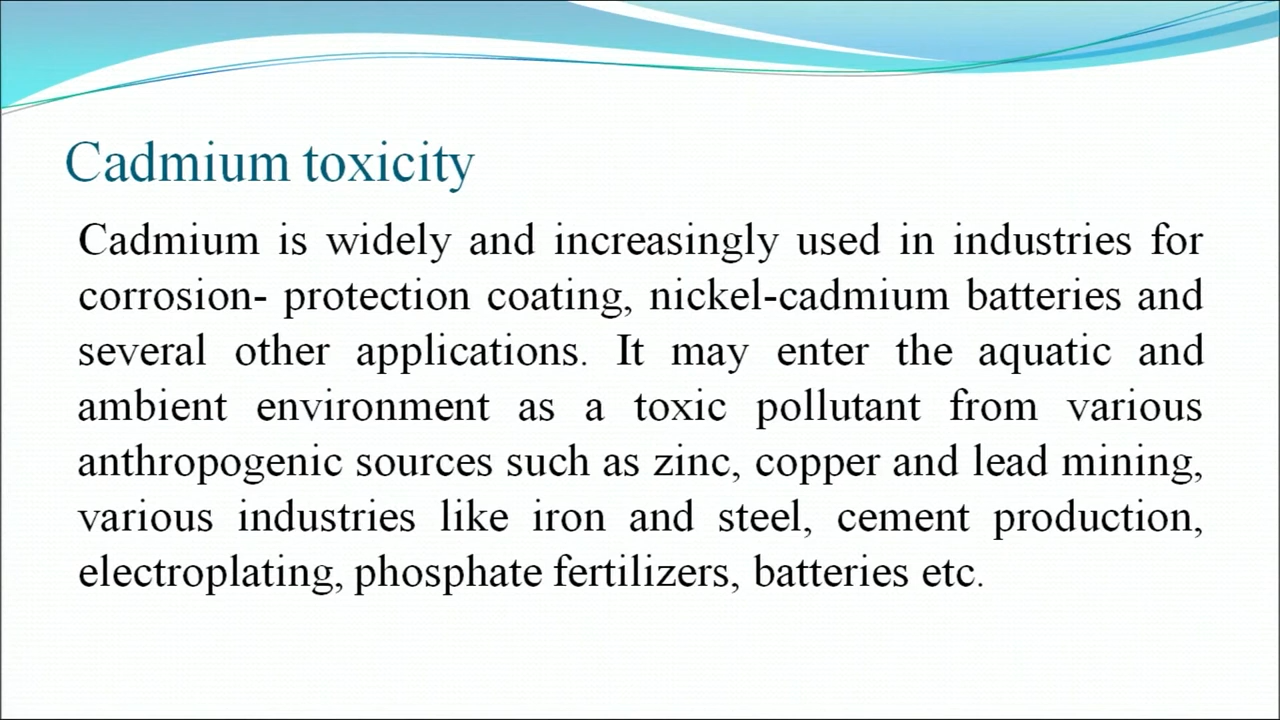 Cadmium toxicity
Cadmium is widely and increasingly used in industries for
corrosion- protection coating, nickel-cadmium batteries and
several other applications. It may enter the aquatic and
ambient environment as a toxic pollutant from various
anthropogenic sources such as zinc, copper and lead mining,
various industries like iron and steel, cement production,
electroplating, phosphate fertilizers, batteries etc.